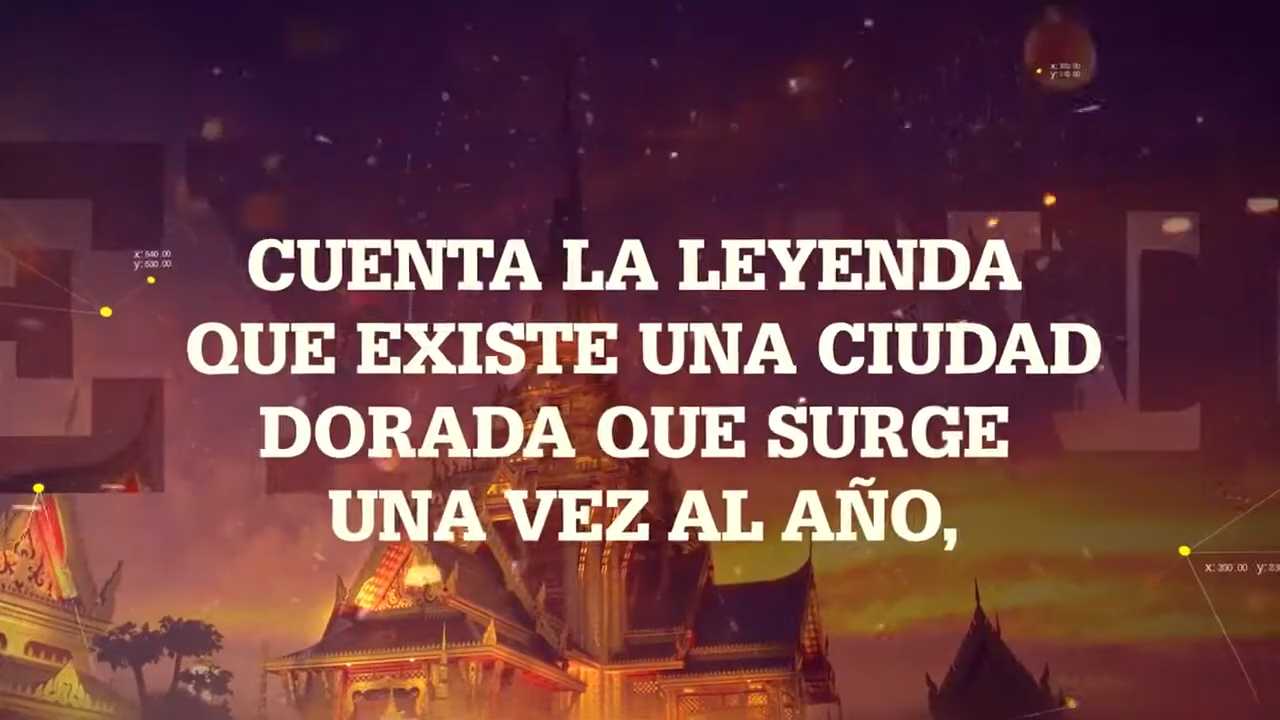 CUENTA LA LEYENDA
QUE EXISTE UNA CIUDAD
DORADA QUE SURGE
UNA VEZ AL AÑO,